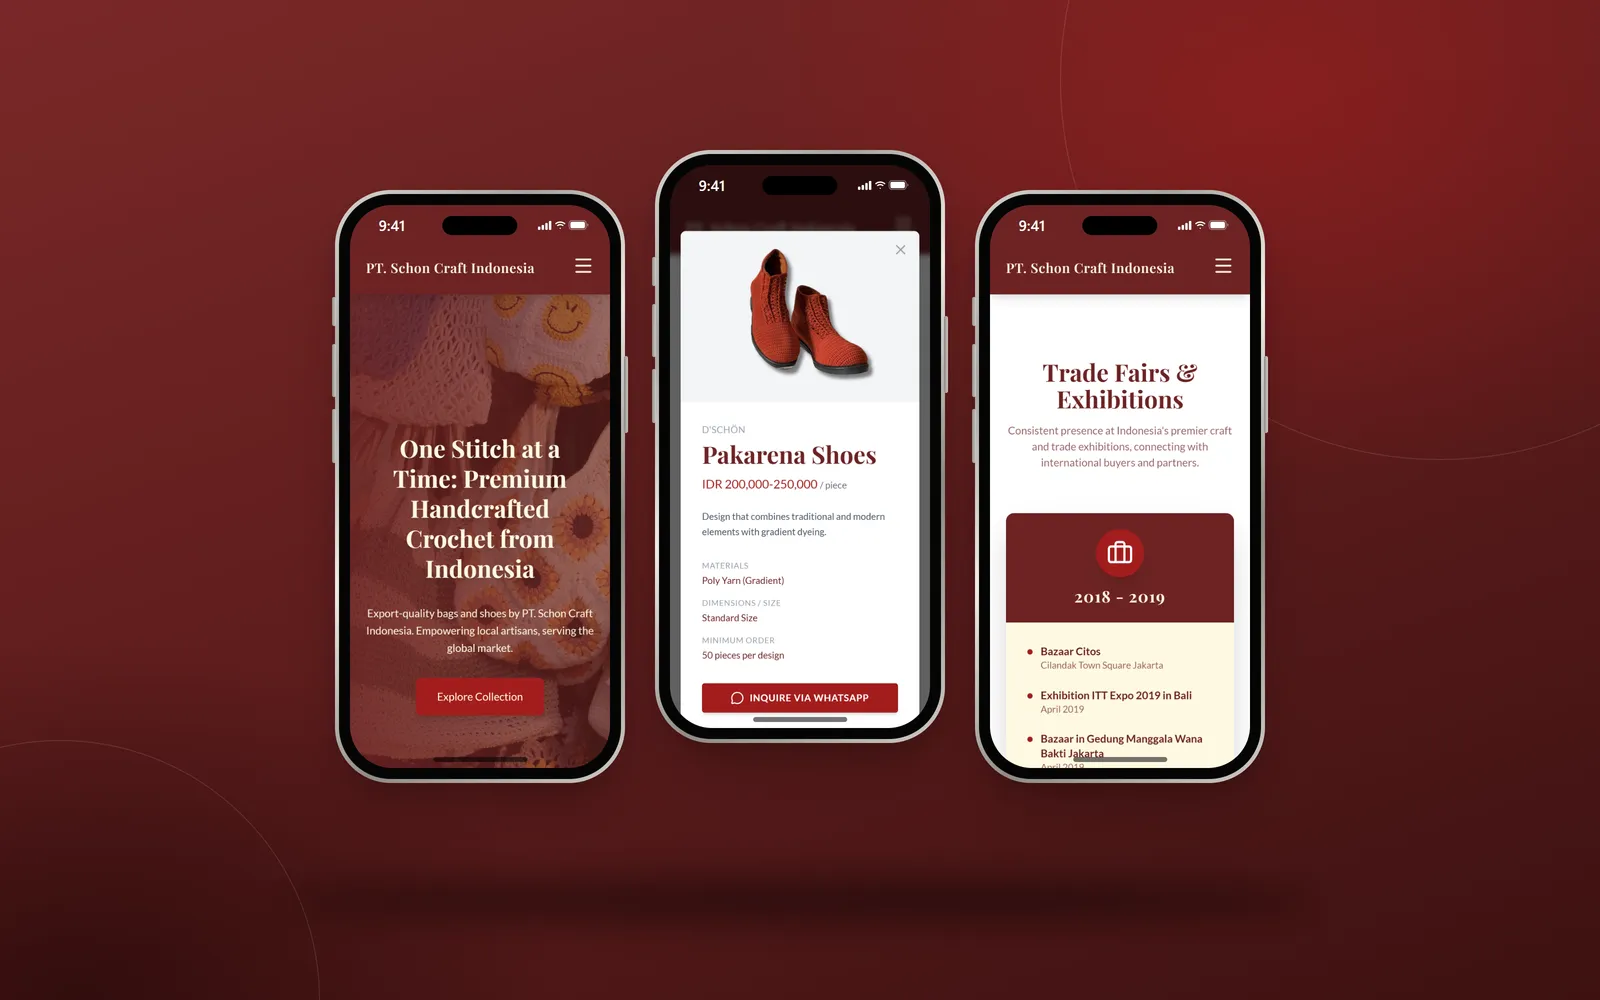 9:41
PT. Schon Craft Indonesia
One Stitch at a
Time: Premium
Handcrafted
Crochet from
Indonesia
Export-quality bags and shoes by PT. Schon Craft
Indonesia. Empowering local artisans, serving the
global market.
Explore Collection
9:41
D'SCHÖN
Pakarena Shoes
IDR 200,000-250,000 / piece
Design that combines traditional and modern
elements with gradient dyeing.
MATERIALS
Poly Yarn (Gradient)
DIMENSIONS / SIZE
Standard Size
MINIMUM ORDER
50 pieces per design
INQUIRE VIA WHATSAPP
9:41
PT. Schon Craft Indonesia
Trade Fairs &
Exhibitions
Consistent presence at Indonesia's premier craft
and trade exhibitions, connecting with
international buyers and partners.
2018 - 2019
Bazaar Citos
Cilandak Town Square Jakarta
Exhibition ITT Expo 2019 in Bali
April 2019
Bazaar in Gedung Manggala Wana
Bakti Jakarta
April 2019